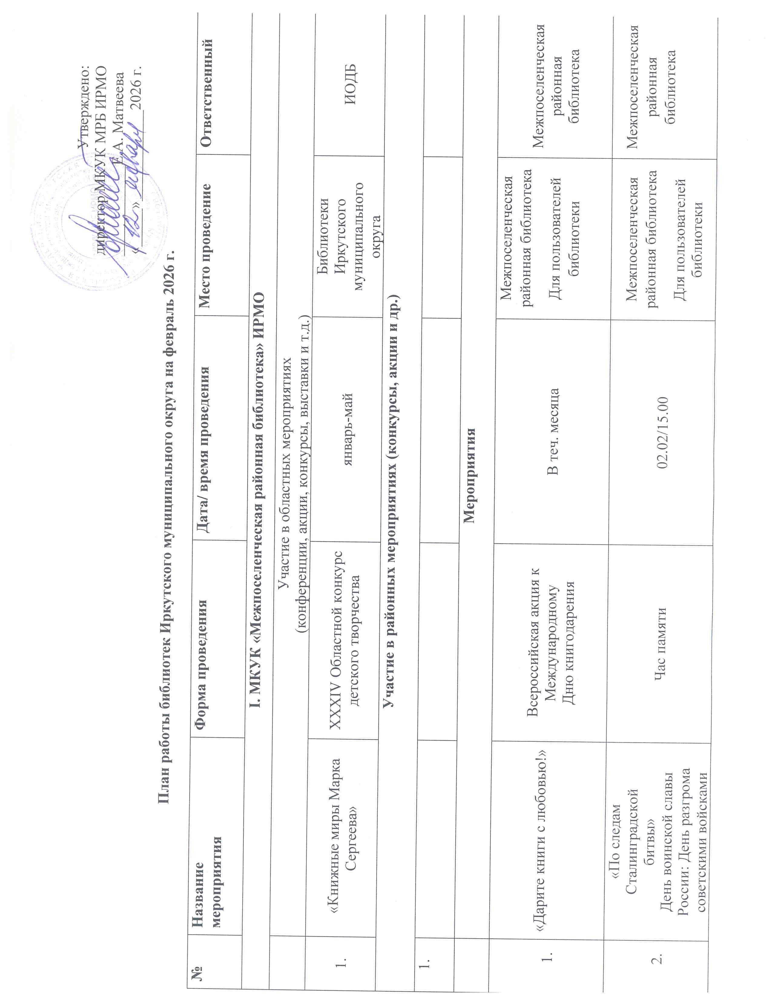 Утверждено:
директор МКУК МРБ ИРМО
Е.А. Матвеева
« 12 » января 2026 г.
План работы библиотек Иркутского муниципального округа на февраль 2026 г.
№
Название
мероприятия
Форма проведения
Дата/ время проведения
Место проведение
Ответственный
I. МКУК «Межпоселенческая районная библиотека» ИРМО
Участие в областных мероприятиях
(конференции, акции, конкурсы, выставки и т.д.)
1.
«Книжные миры Марка
Сергеева»
XXXIV Областной конкурс
детского творчества
январь-май
Библиотеки
Иркутского
муниципального
округа
ИОДБ
Участие в районных мероприятиях (конкурсы, акции и др.)
1.
Мероприятия
1.
«Дарите книги с любовью!»
Всероссийская акция к
Международному
Дню книгодарения
В теч. месяца
Межпоселенческая
районная библиотека
Для пользователей
библиотеки
Межпоселенческая
районная
библиотека
2.
«По следам
Сталинградской
битвы»
День воинской славы
России: День разгрома
советскими войсками
Час памяти
02.02/15.00
Межпоселенческая
районная библиотека
Для пользователей
библиотеки
Межпоселенческая
районная
библиотека